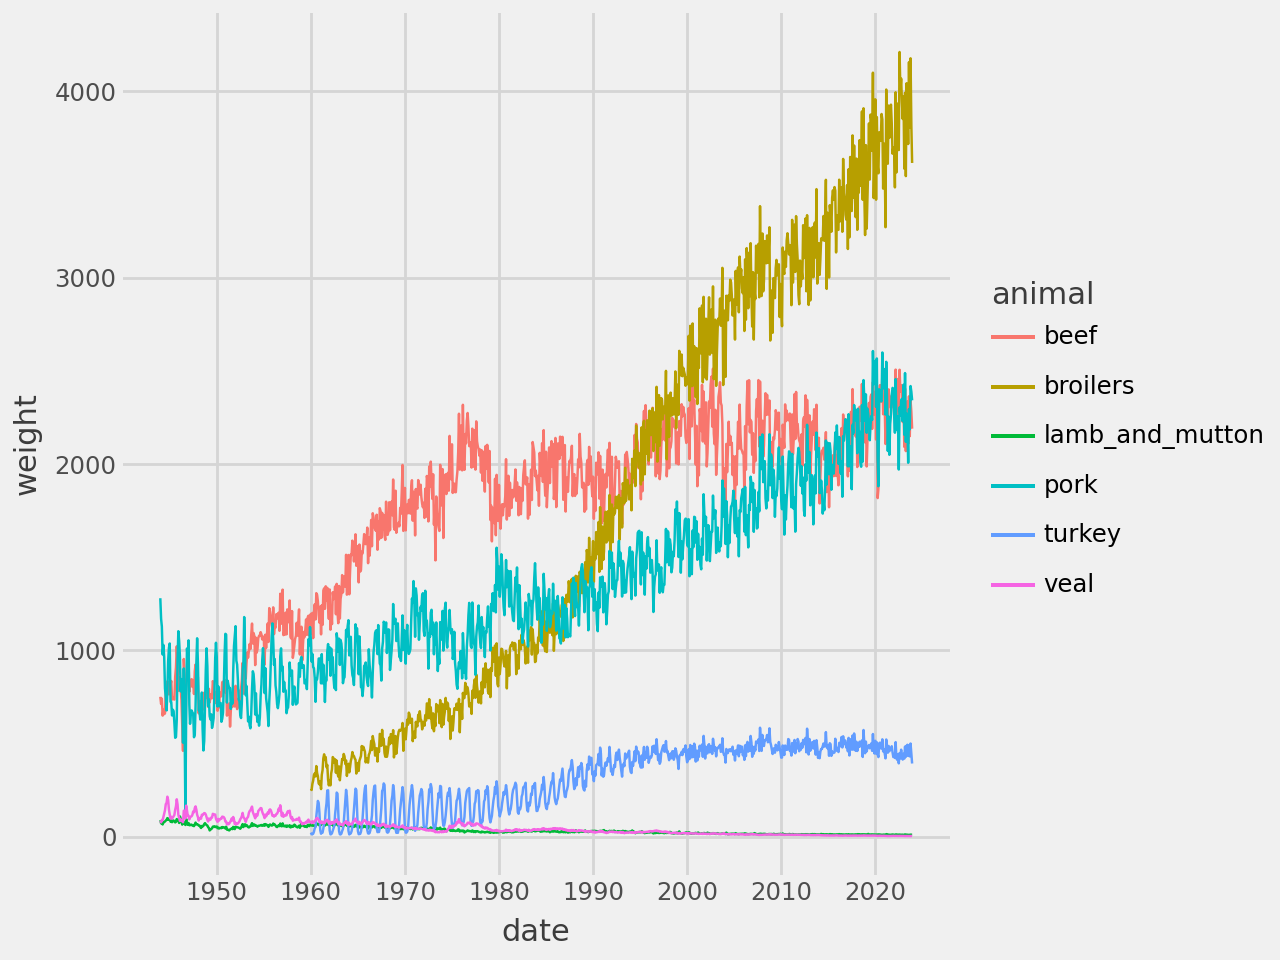 4000
3000
2000
1000
0
weight
1950 1960 1970 1980 1990 2000 2010 2020
date
animal
beef
broilers
lamb_and_mutton
pork
turkey
veal